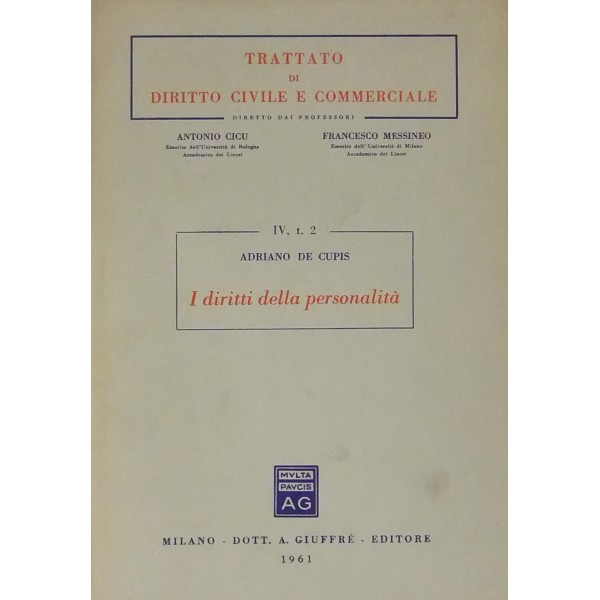 TRATTATO
DI
DIRITTO CIVILE E COMMERCIALE
DIRETTO DAI PROFESSORI
ANTONIO CICU
Emerito dell'Università di Bologna
Accademico dei Lincei
FRANCESCO MESSINEO
Emerito dell'Università di Milano
Accademico dei Lincei
IV, t. 2
ADRIANO DE CUPIS
I diritti della personalità
MVLTA
PAVCIS
AG
MILANO - DOTT. A. GIUFFRÈ - EDITORE
1961